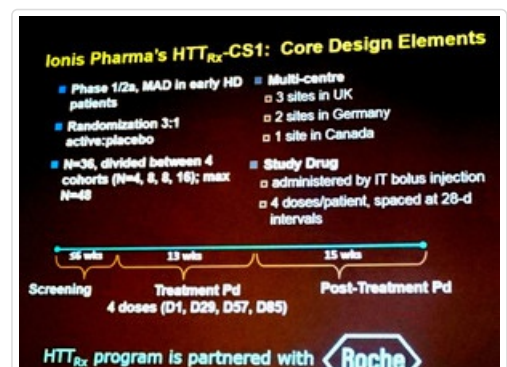 Ionis Pharma's HTTRx-CS1: Core Design Elements
Phase 1/2a, MAD in early HD
patients
Randomization 3:1
active:placebo
N=36, divided between 4
cohorts (N=4, 8, 8, 16); max
N=48
Multi-centre
3 sites in UK
2 sites in Germany
1 site in Canada
Study Drug
administered by IT bolus injection
4 doses/patient, spaced at 28-d
intervals
≤6 wks
13 wks
15 wks
Screening
Treatment Pd
Post-Treatment Pd
4 doses (D1, D29, D57, D85)
HTTRx program is partnered with Roche